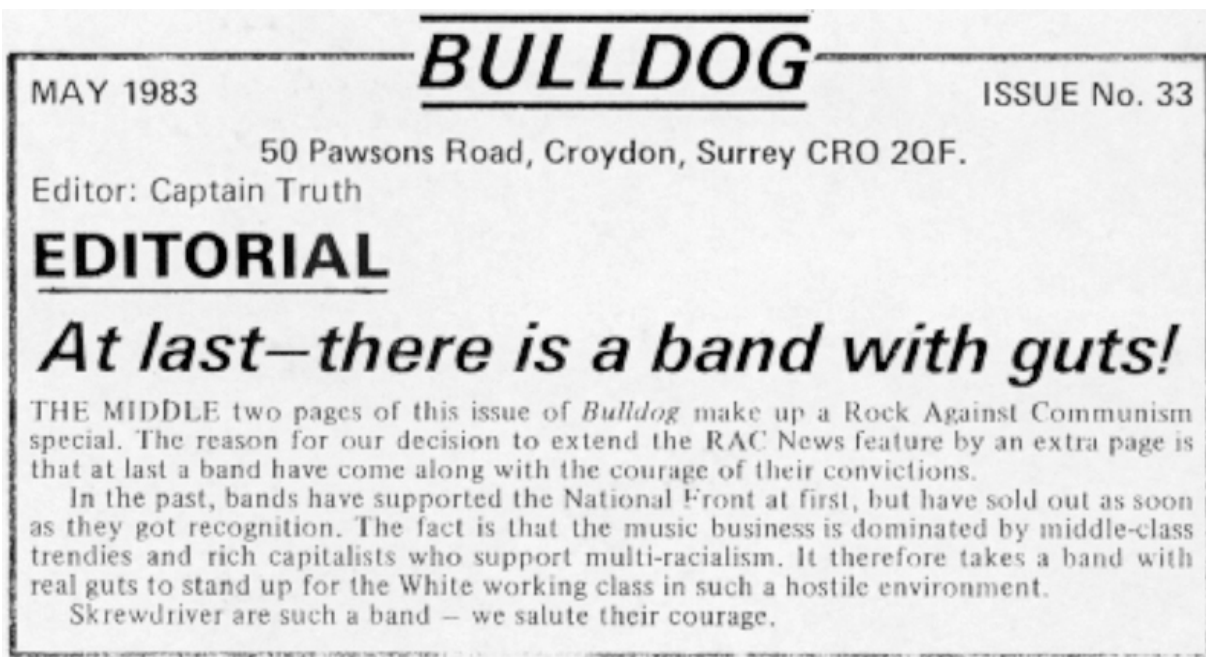 BULLDOG
MAY 1983
ISSUE No. 33
50 Pawsons Road, Croydon, Surrey CRO 2QF.
Editor: Captain Truth
EDITORIAL
At last—there is a band with guts!
THE MIDDLE two pages of this issue of Bulldog make up a Rock Against Communism
special. The reason for our decision to extend the RAC News feature by an extra page is
that at last a band have come along with the courage of their convictions.
In the past, bands have supported the National Front at first, but have sold out as soon
as they got recognition. The fact is that the music business is dominated by middle-class
trendies and rich capitalists who support multi-racialism. It therefore takes a band with
real guts to stand up for the White working class in such a hostile environment.
Skrewdriver are such a band — we salute their courage.